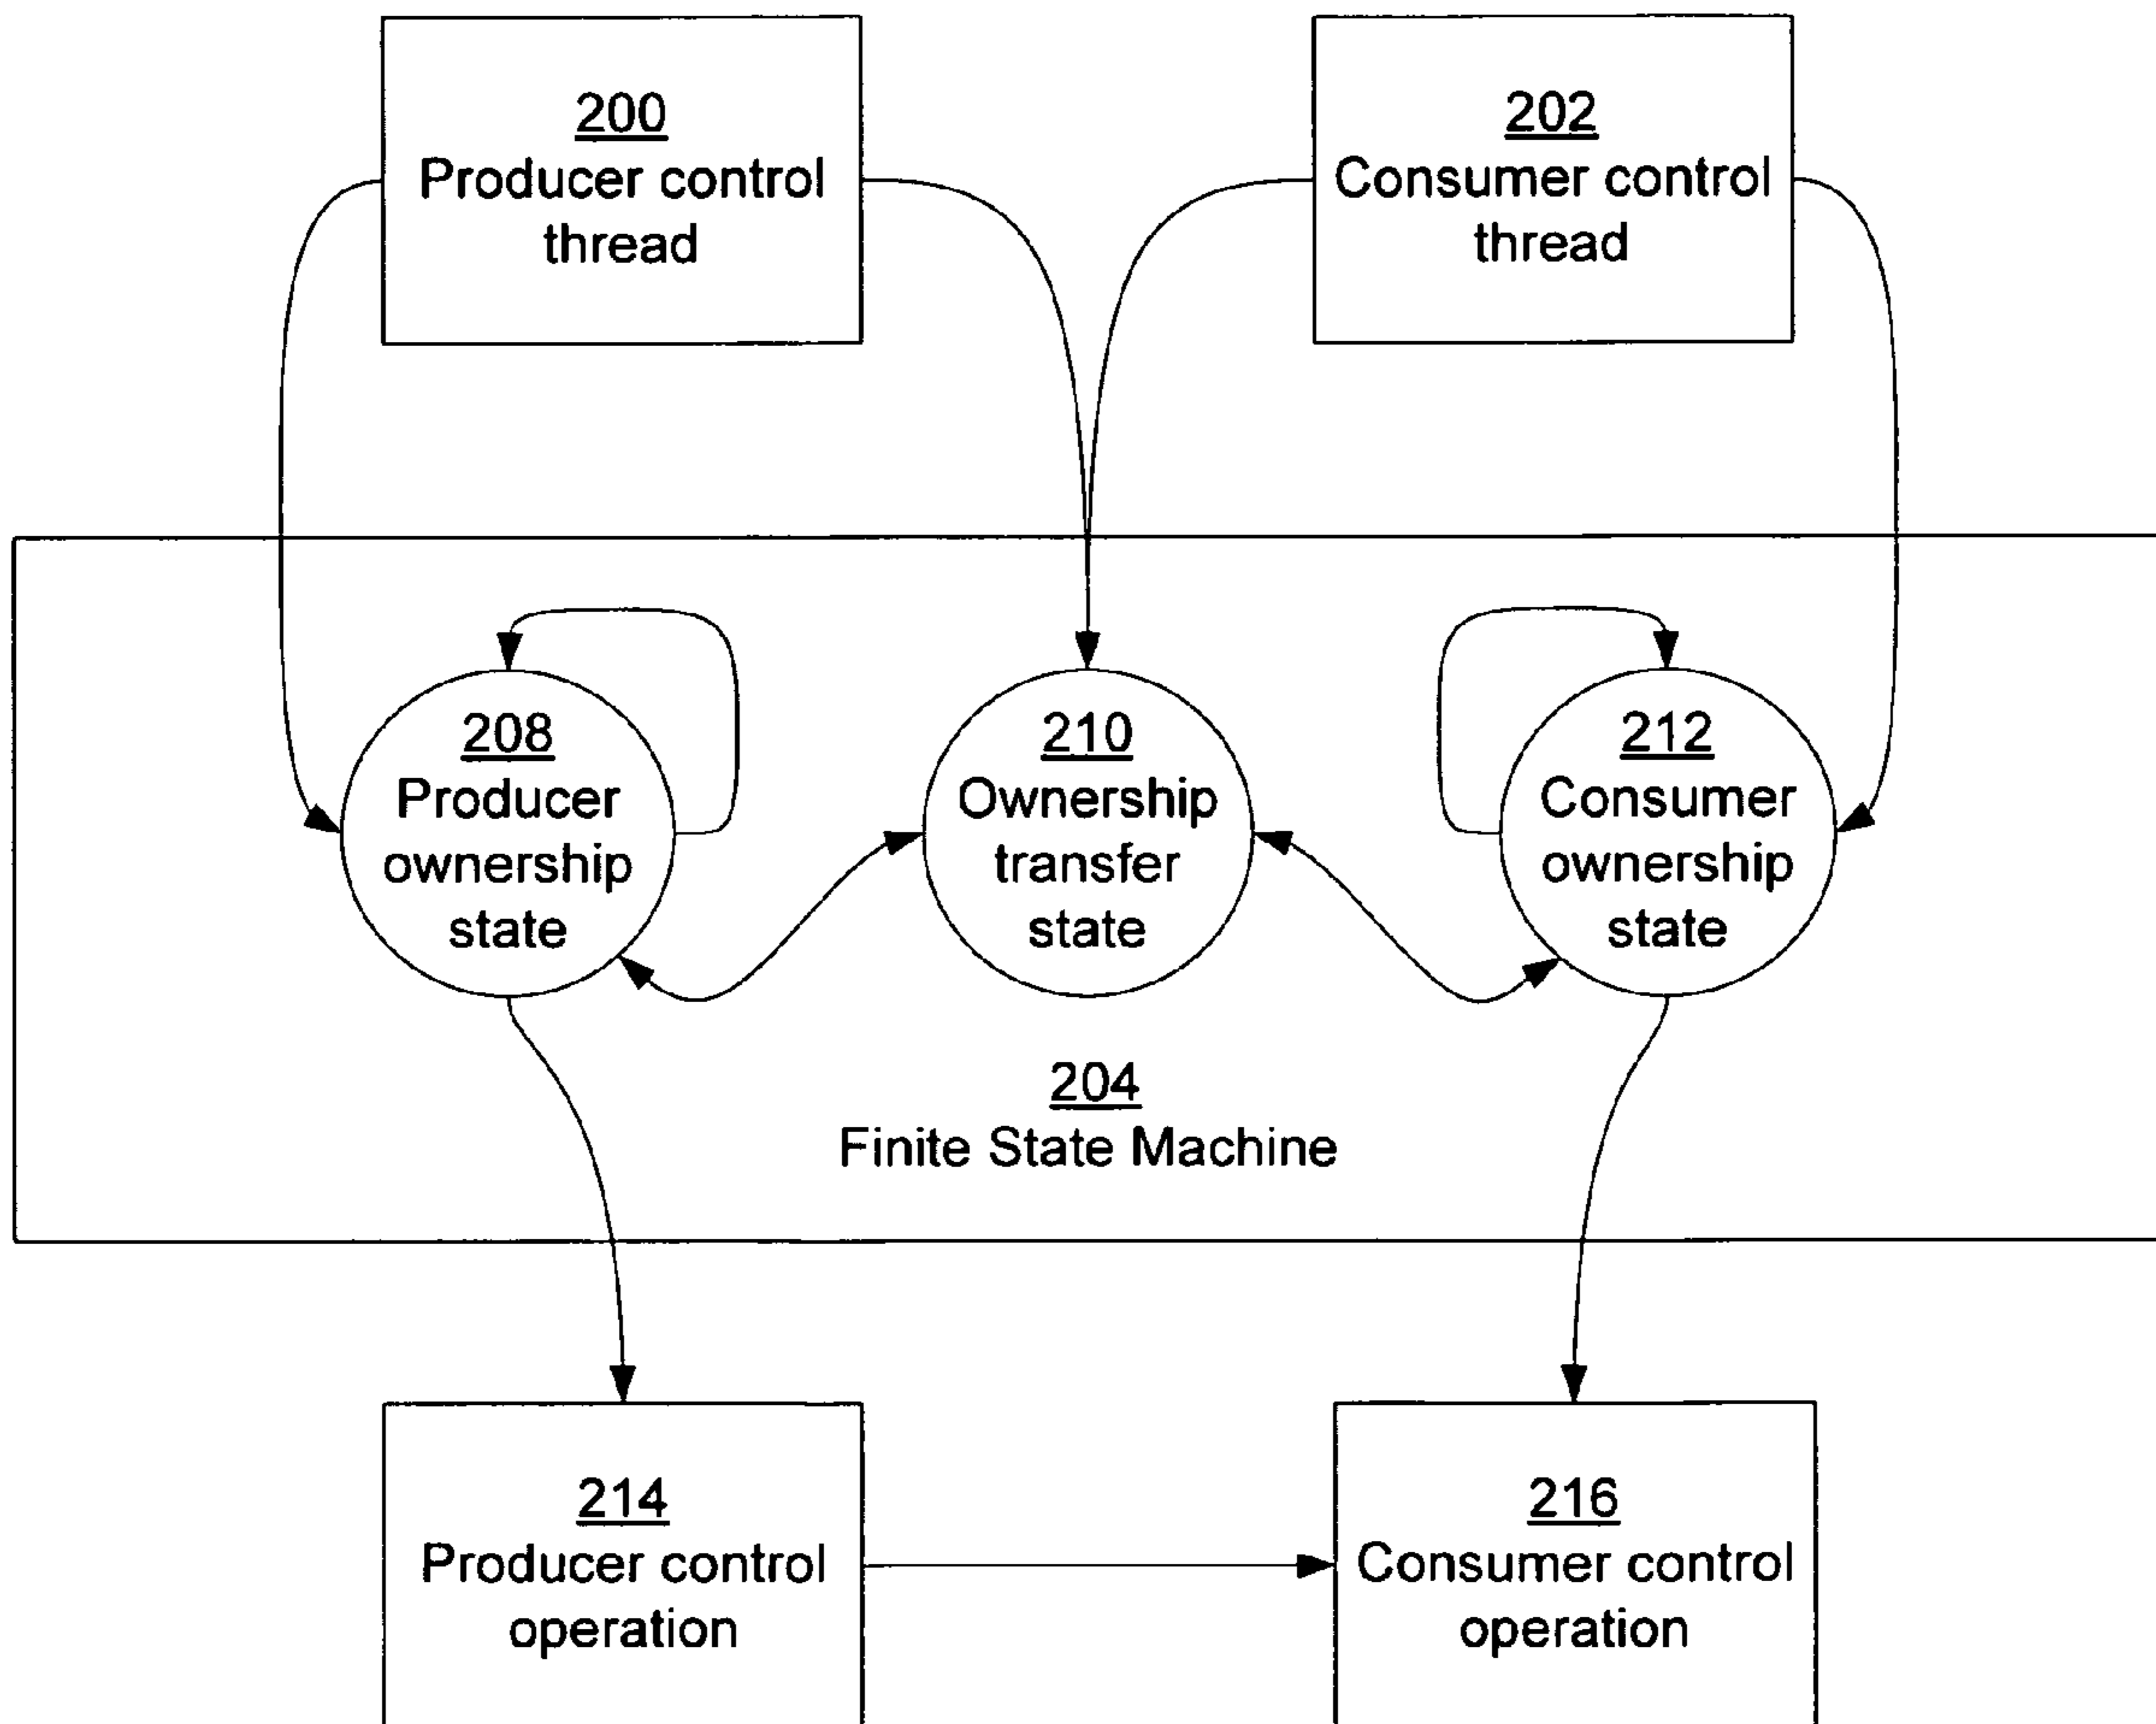 200
Producer control
thread
202
Consumer control
thread
208
Producer
ownership
state
210
Ownership
transfer
state
212
Consumer
ownership
state
204
Finite State Machine
214
Producer control
operation
216
Consumer control
operation